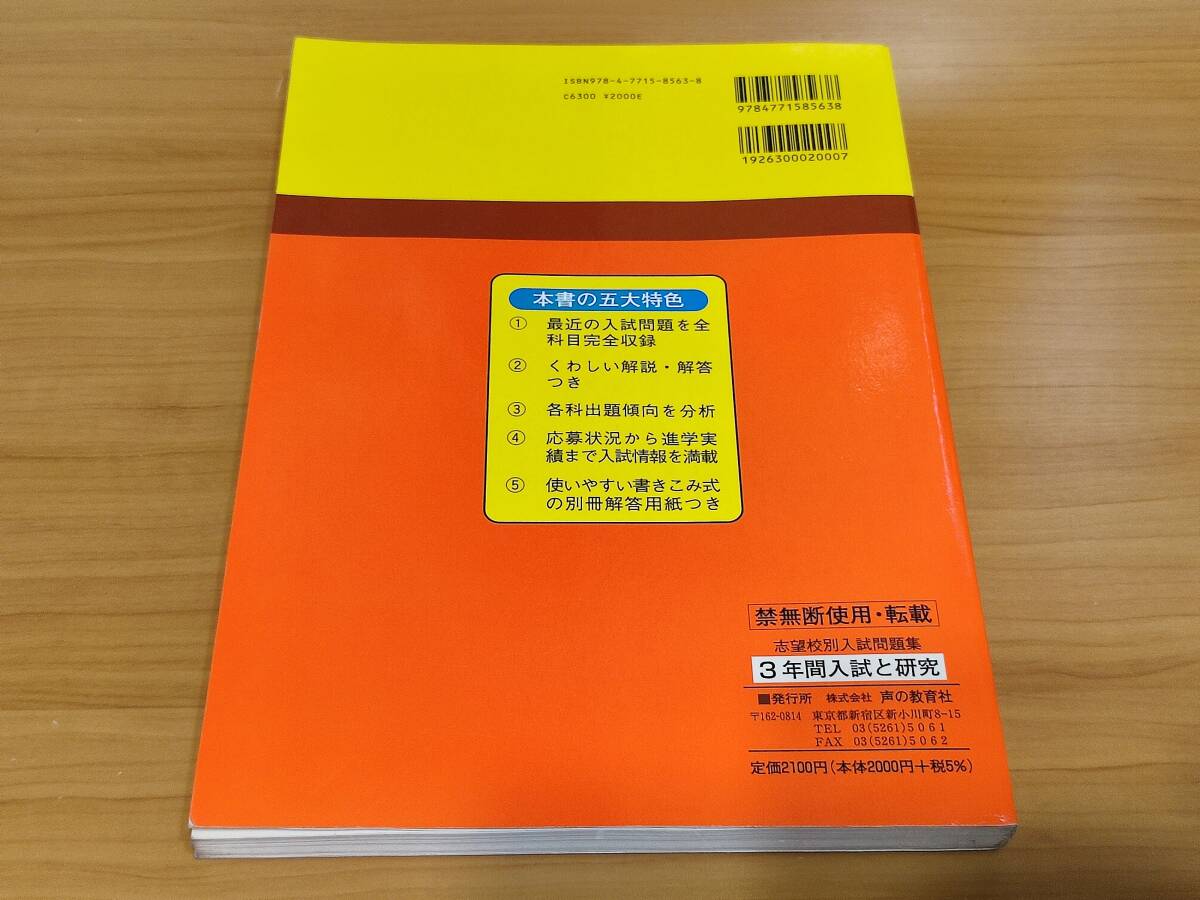 ISBN978-4-7715-8563-8
C6300 ¥2000E
9784771585638
1926300020007
本書の五大特色
① 最近の入試問題を全
科目完全収録
② くわしい解説・解答
つき
③ 各科出題傾向を分析
④ 応募状況から進学実
績まで入試情報を満載
⑤ 使いやすい書きこみ式
の別冊解答用紙つき
禁無断使用・転載
志望校別入試問題集
3年間入試と研究
■発行所 株式会社 声の教育社
〒162-0814 東京都新宿区新小川町8-15
TEL 03(5261)5061
FAX 03(5261)5062
定価2100円(本体2000円+税5%)